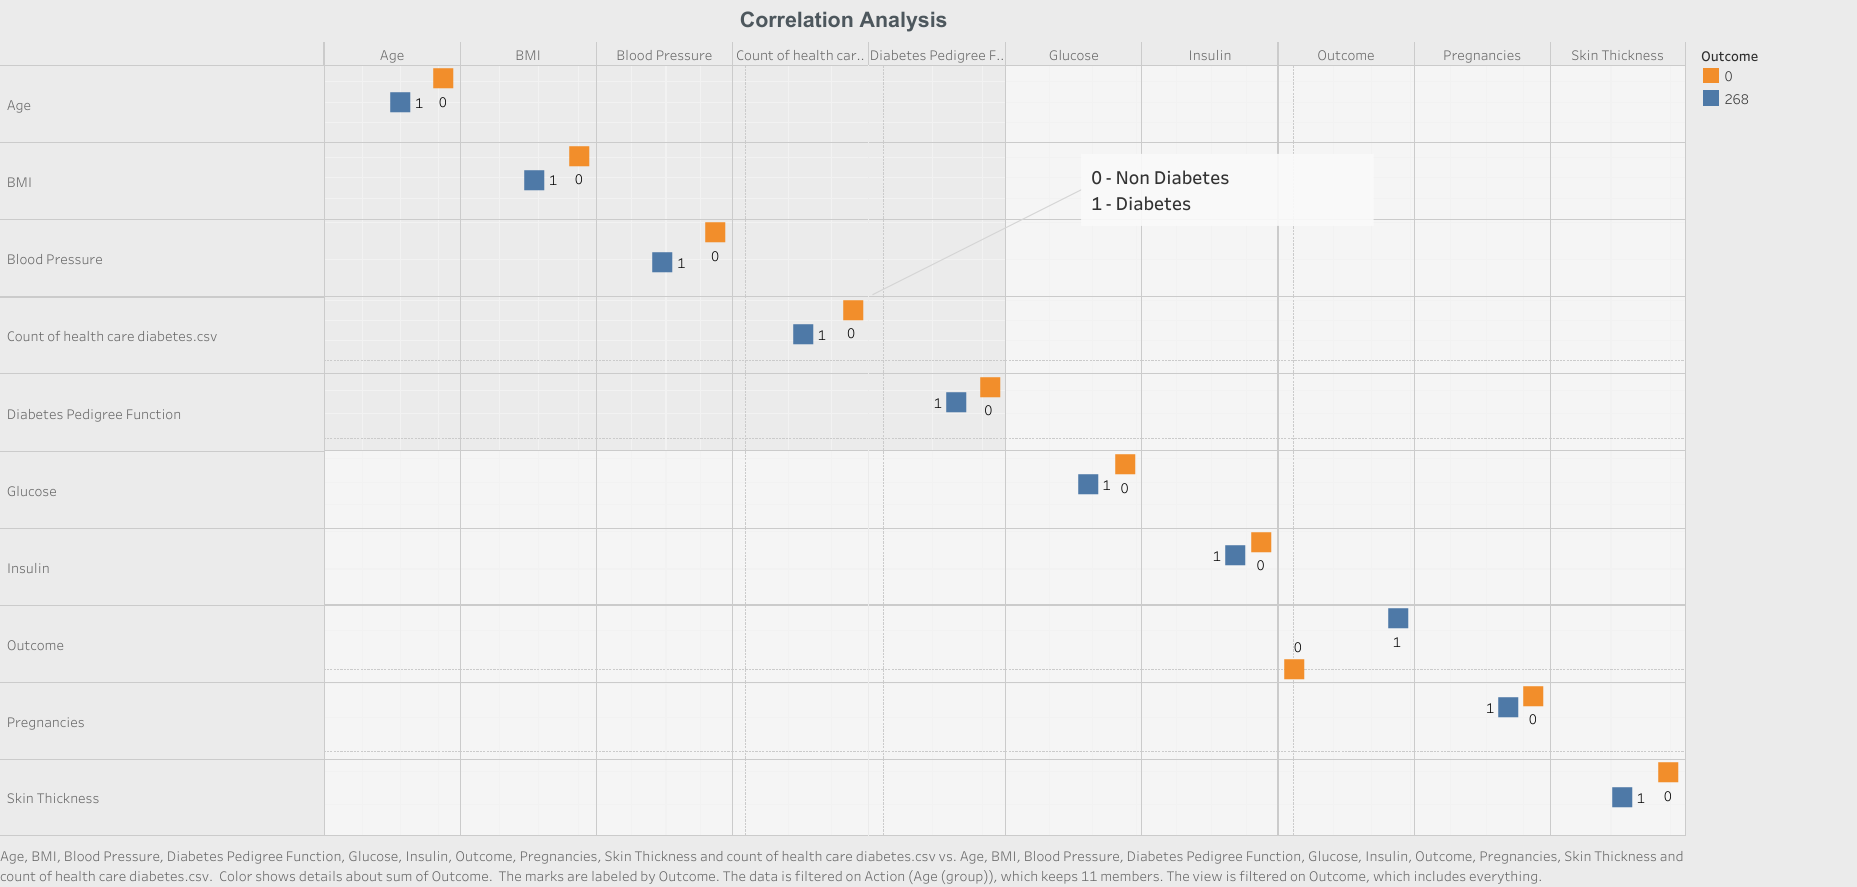 Correlation Analysis
Age BMI Blood Pressure Count of health car.. Diabetes Pedigree F.. Glucose Insulin Outcome Pregnancies Skin Thickness
Outcome
0
268
Age
1 0
BMI
1 0
0 - Non Diabetes
1 - Diabetes
Blood Pressure
1 0
Count of health care diabetes.csv
1 0
Diabetes Pedigree Function
1 0
Glucose
1 0
Insulin
1 0
Outcome
0 1
Pregnancies
1 0
Skin Thickness
1 0
Age, BMI, Blood Pressure, Diabetes Pedigree Function, Glucose, Insulin, Outcome, Pregnancies, Skin Thickness and count of health care diabetes.csv vs. Age, BMI, Blood Pressure, Diabetes Pedigree Function, Glucose, Insulin, Outcome, Pregnancies, Skin Thickness and
count of health care diabetes.csv.  Color shows details about sum of Outcome.  The marks are labeled by Outcome. The data is filtered on Action (Age (group)), which keeps 11 members. The view is filtered on Outcome, which includes everything.